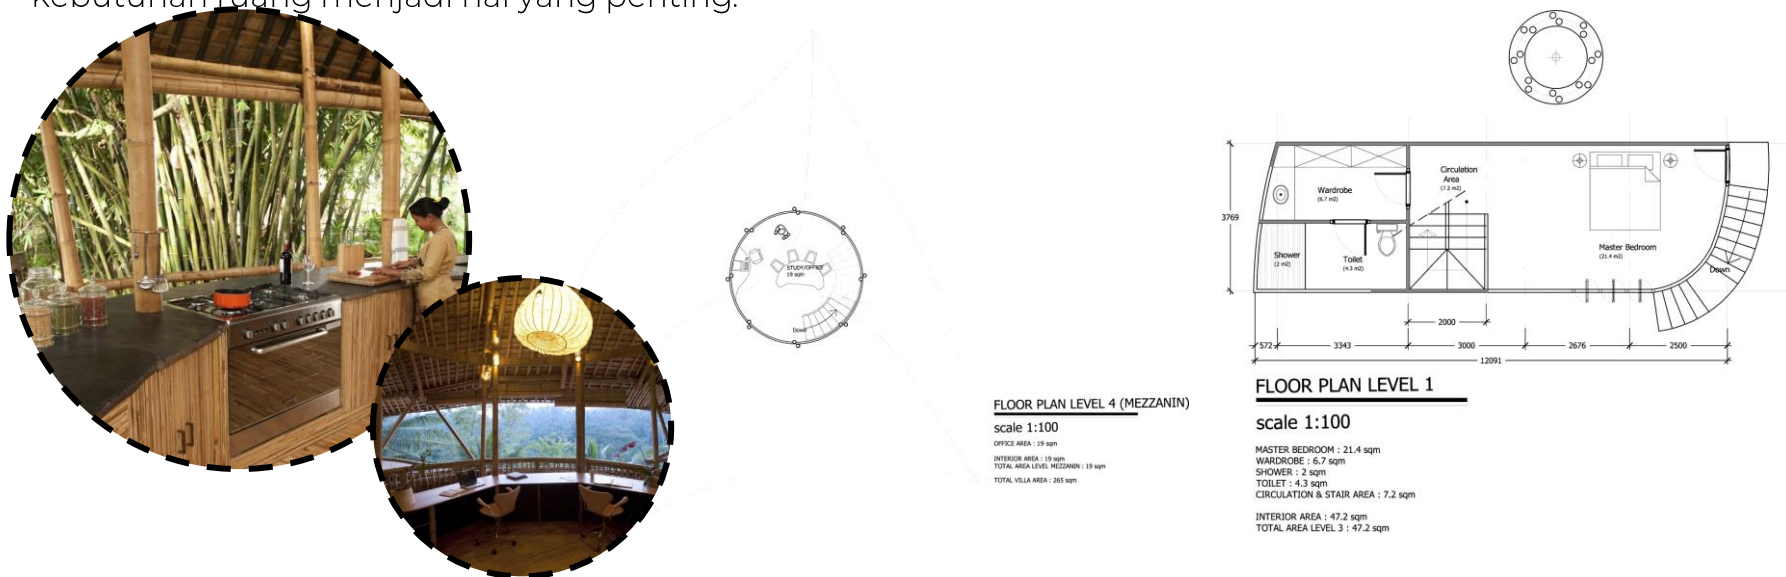 kebutuhan ruang menjadi hal yang penting.
STUDY/OFFICE
19 sqm
Down
FLOOR PLAN LEVEL 4 (MEZZANIN)
scale 1:100
OFFICE AREA : 19 sqm
INTERIOR AREA : 19 sqm
TOTAL AREA LEVEL MEZZANIN : 19 sqm
TOTAL VILLA AREA : 265 sqm
Circulation
Area
(7.2 m2)
Wardrobe
(6.7 m2)
3769
Master Bedroom
(21.4 m2)
Shower
(2 m2)
Toilet
(4.3 m2)
Down
2000
572
3343
3000
2676
2500
12091
FLOOR PLAN LEVEL 1
scale 1:100
MASTER BEDROOM : 21.4 sqm
WARDROBE : 6.7 sqm
SHOWER : 2 sqm
TOILET : 4.3 sqm
CIRCULATION & STAIR AREA : 7.2 sqm
INTERIOR AREA : 47.2 sqm
TOTAL AREA LEVEL 3 : 47.2 sqm